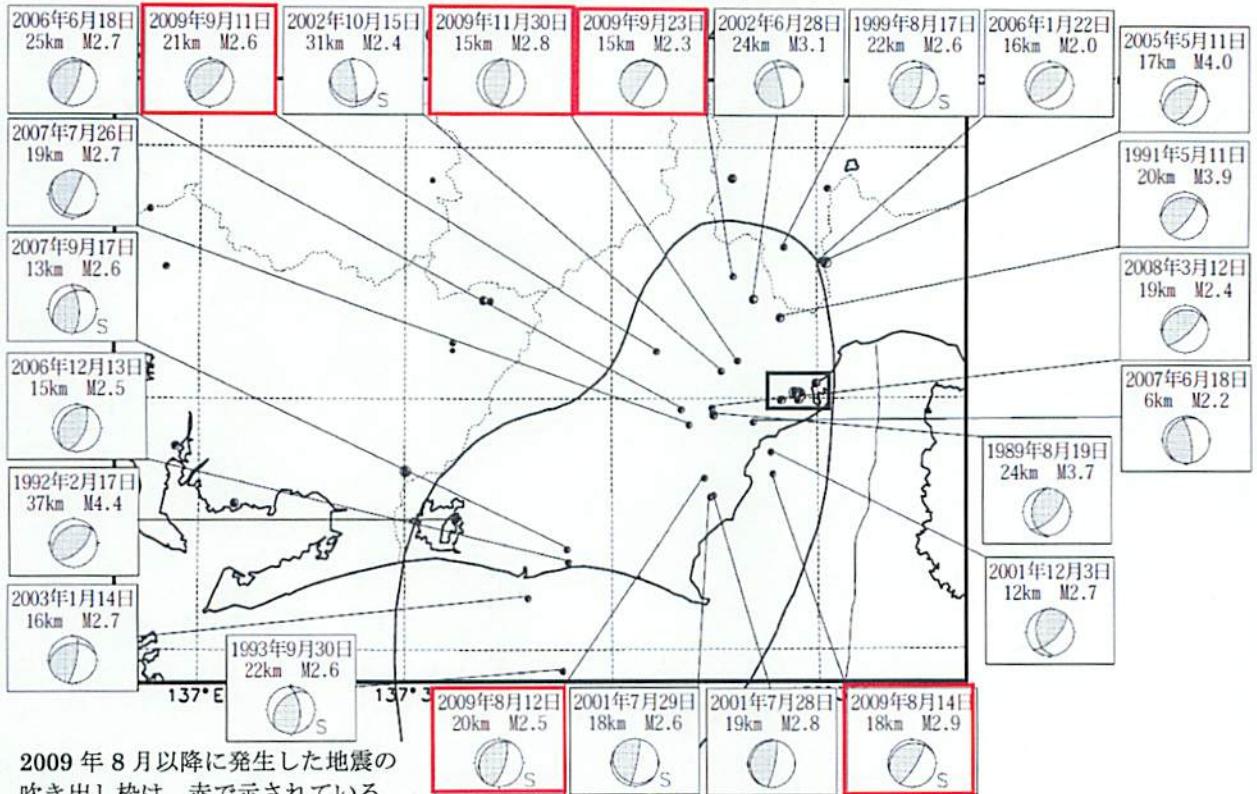 2006年6月18日
25km M2.7
2009年9月11日
21km M2.6
2002年10月15日
31km M2.4
S
2009年11月30日
15km M2.8
2009年9月23日
15km M2.3
2002年6月28日
24km M3.1
1999年8月17日
22km M2.6
S
2006年1月22日
16km M2.0
2005年5月11日
17km M4.0
2007年7月26日
19km M2.7
1991年5月11日
20km M3.9
2007年9月17日
13km M2.6
S
2008年3月12日
19km M2.4
2006年12月13日
15km M2.5
2007年6月18日
6km M2.2
1992年2月17日
37km M4.4
1989年8月19日
24km M3.7
2003年1月14日
16km M2.7
2001年12月3日
12km M2.7
1993年9月30日
22km M2.6
S
137°E
137°3
2009年8月12日
20km M2.5
S
2001年7月29日
18km M2.6
S
2001年7月28日
19km M2.8
2009年8月14日
18km M2.9
S
2009 年 8 月以降に発生した地震の
吹き出し枠は、赤で示されている